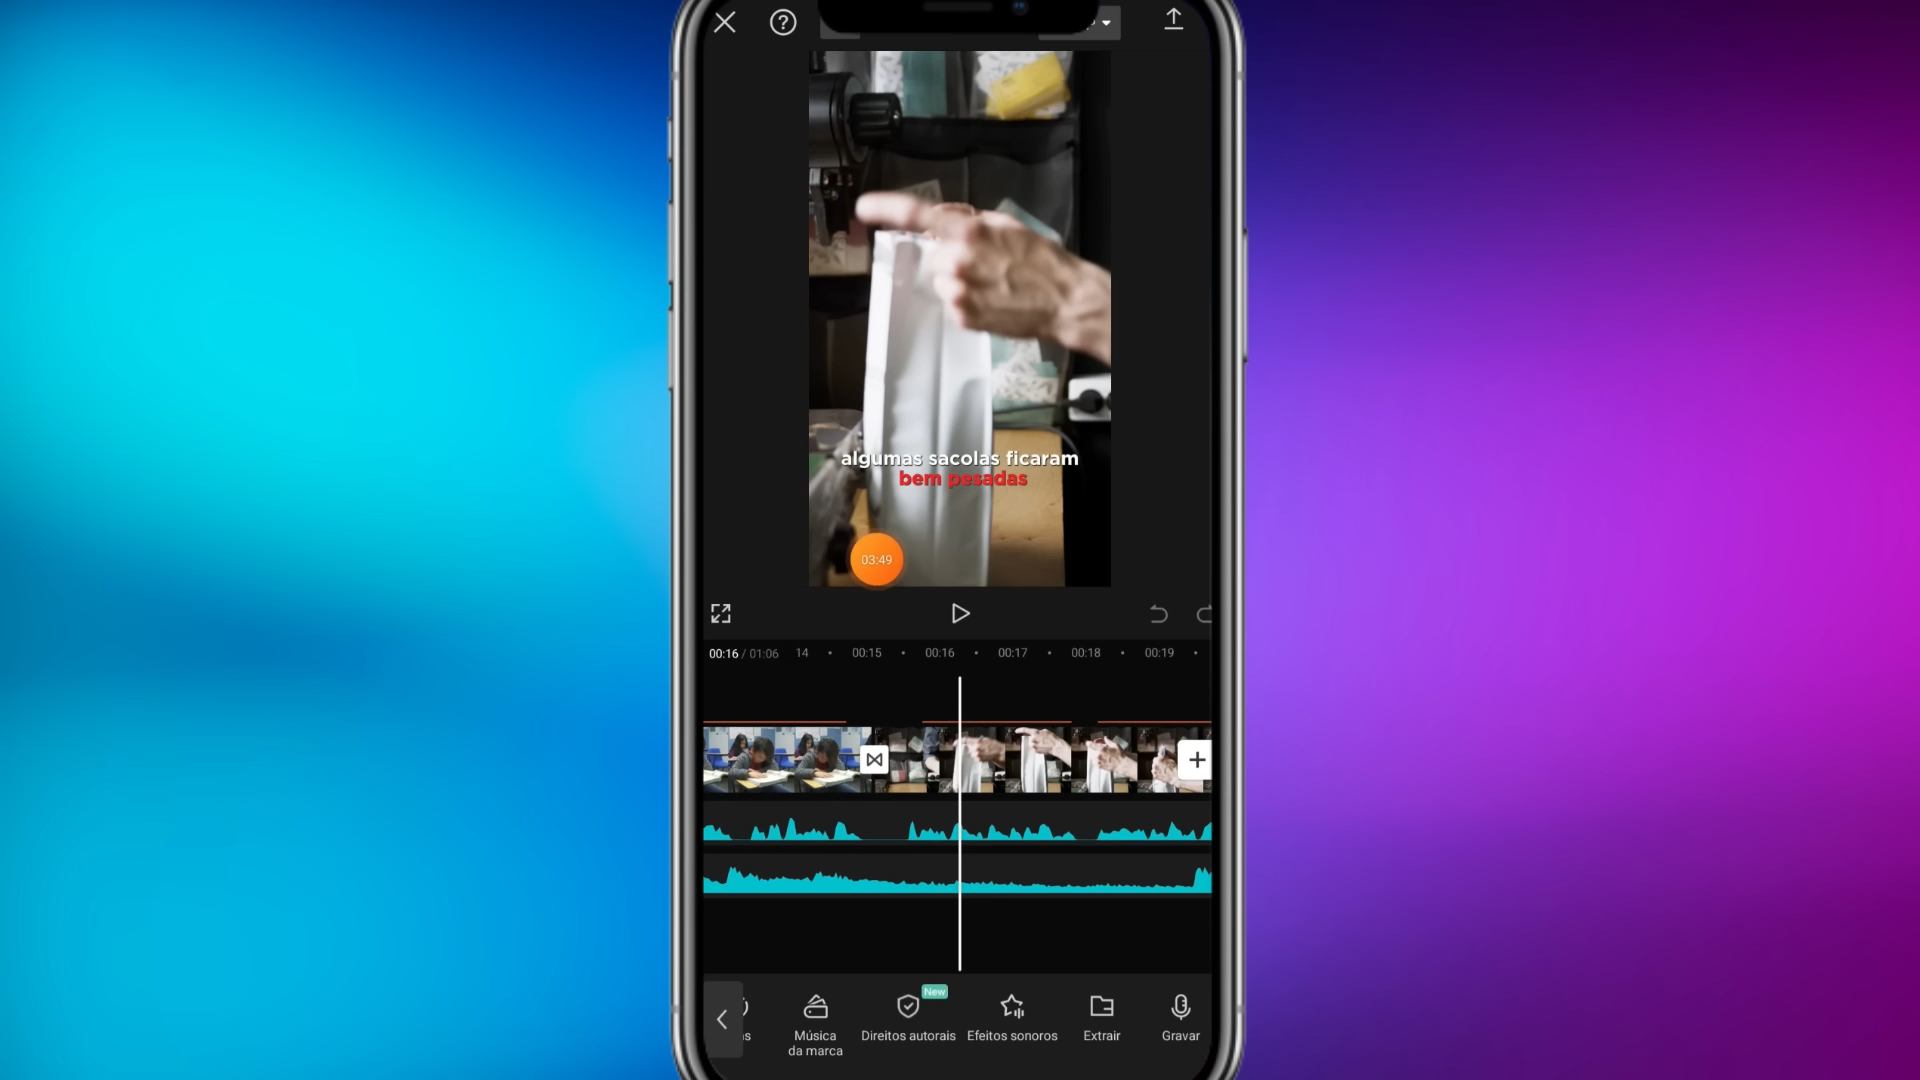 algumas sacolas ficaram
bem pesadas
03:49
00:16 / 01:06 14 00:15 00:16 00:17 00:18 00:19
New
Música
da marca
Direitos autorais
Efeitos sonoros
Extrair
Gravar